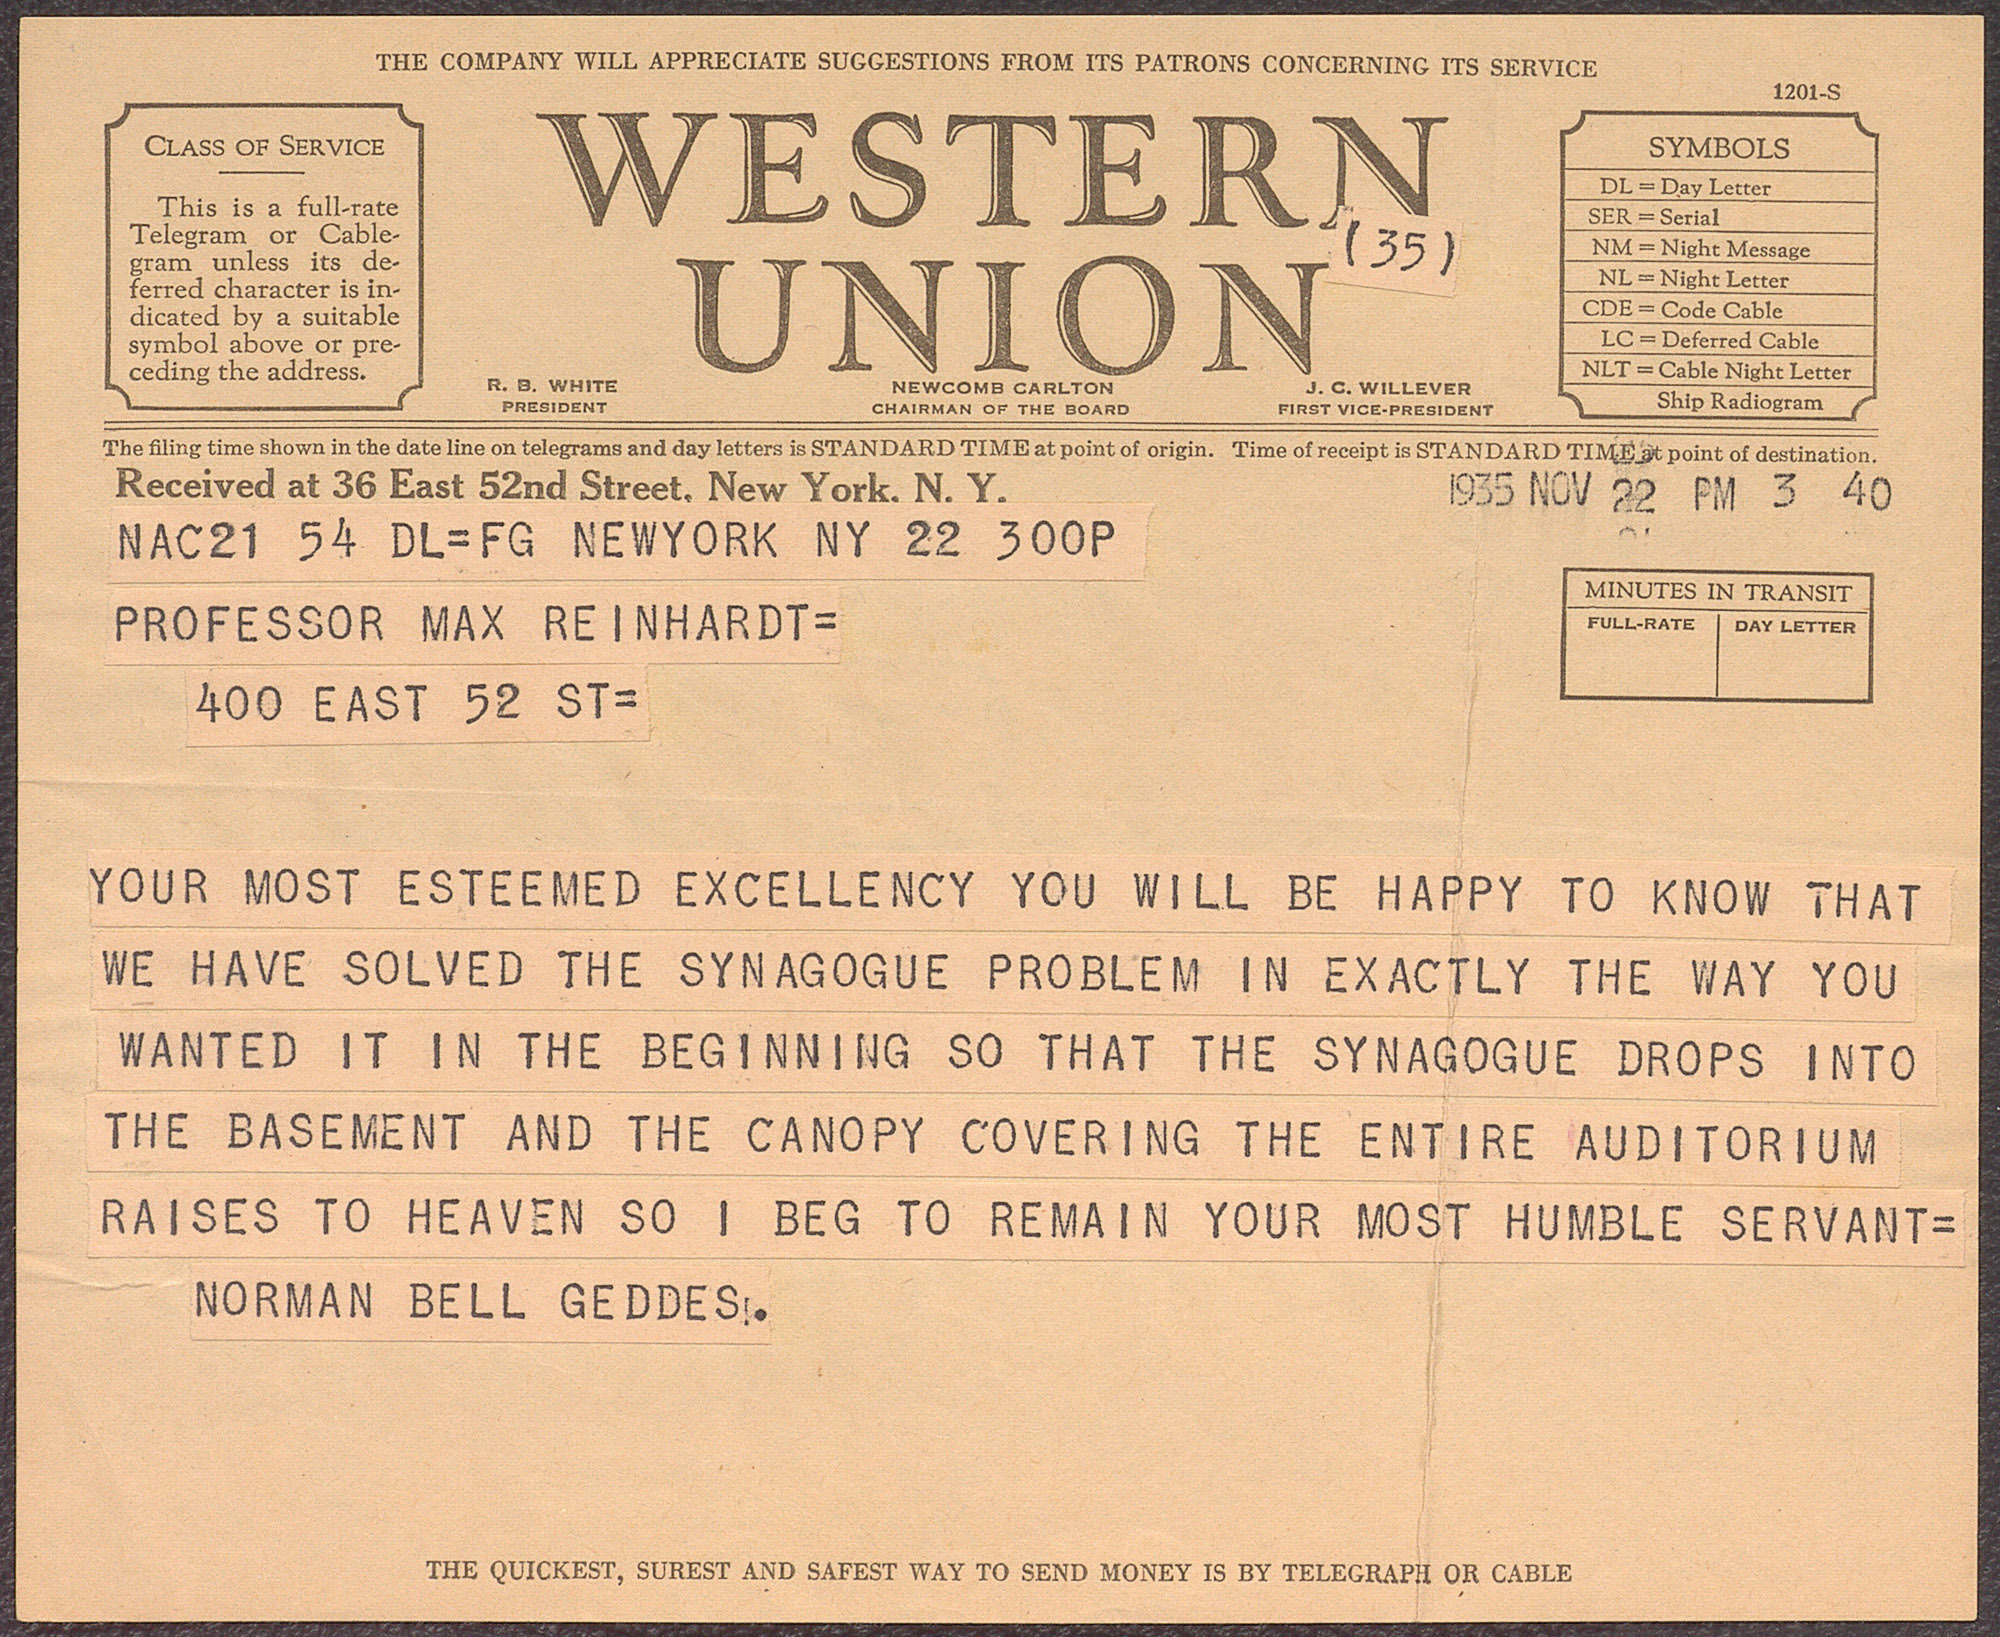 THE COMPANY WILL APPRECIATE SUGGESTIONS FROM ITS PATRONS CONCERNING ITS SERVICE
1201-S
CLASS OF SERVICE
This is a full-rate
Telegram or Cable-
gram unless its de-
ferred character is in-
dicated by a suitable
symbol above or pre-
ceding the address.
WESTERN
UNION
(35)
R. B. WHITE
PRESIDENT
NEWCOMB CARLTON
CHAIRMAN OF THE BOARD
J. C. WILLEVER
FIRST VICE-PRESIDENT
SYMBOLS
DL = Day Letter
SER = Serial
NM = Night Message
NL = Night Letter
CDE = Code Cable
LC = Deferred Cable
NLT = Cable Night Letter
Ship Radiogram
The filing time shown in the date line on telegrams and day letters is STANDARD TIME at point of origin. Time of receipt is STANDARD TIME at point of destination.
Received at 36 East 52nd Street, New York, N. Y.
1935 NOV 22 PM 3 40
NAC21 54 DL=FG NEWYORK NY 22 300P
PROFESSOR MAX REINHARDT=
400 EAST 52 ST=
MINUTES IN TRANSIT
FULL-RATE DAY LETTER
YOUR MOST ESTEEMED EXCELLENCY YOU WILL BE HAPPY TO KNOW THAT
WE HAVE SOLVED THE SYNAGOGUE PROBLEM IN EXACTLY THE WAY YOU
WANTED IT IN THE BEGINNING SO THAT THE SYNAGOGUE DROPS INTO
THE BASEMENT AND THE CANOPY COVERING THE ENTIRE AUDITORIUM
RAISES TO HEAVEN SO I BEG TO REMAIN YOUR MOST HUMBLE SERVANT=
NORMAN BELL GEDDES.
THE QUICKEST, SUREST AND SAFEST WAY TO SEND MONEY IS BY TELEGRAPH OR CABLE